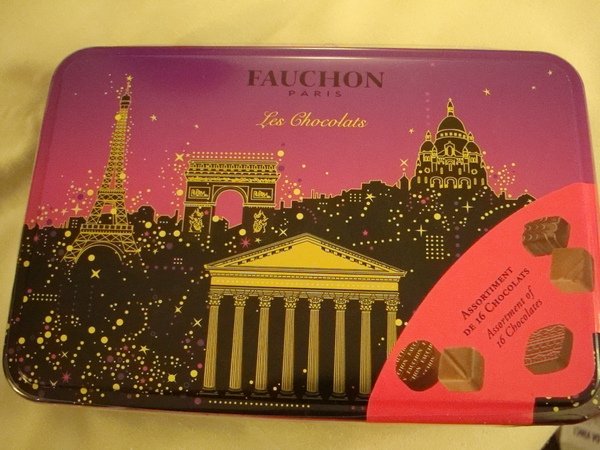 FAUCHON
PARIS
Les Chocolats
ASSORTIMENT
DE 16 CHOCOLATS
Assortment of
16 Chocolates